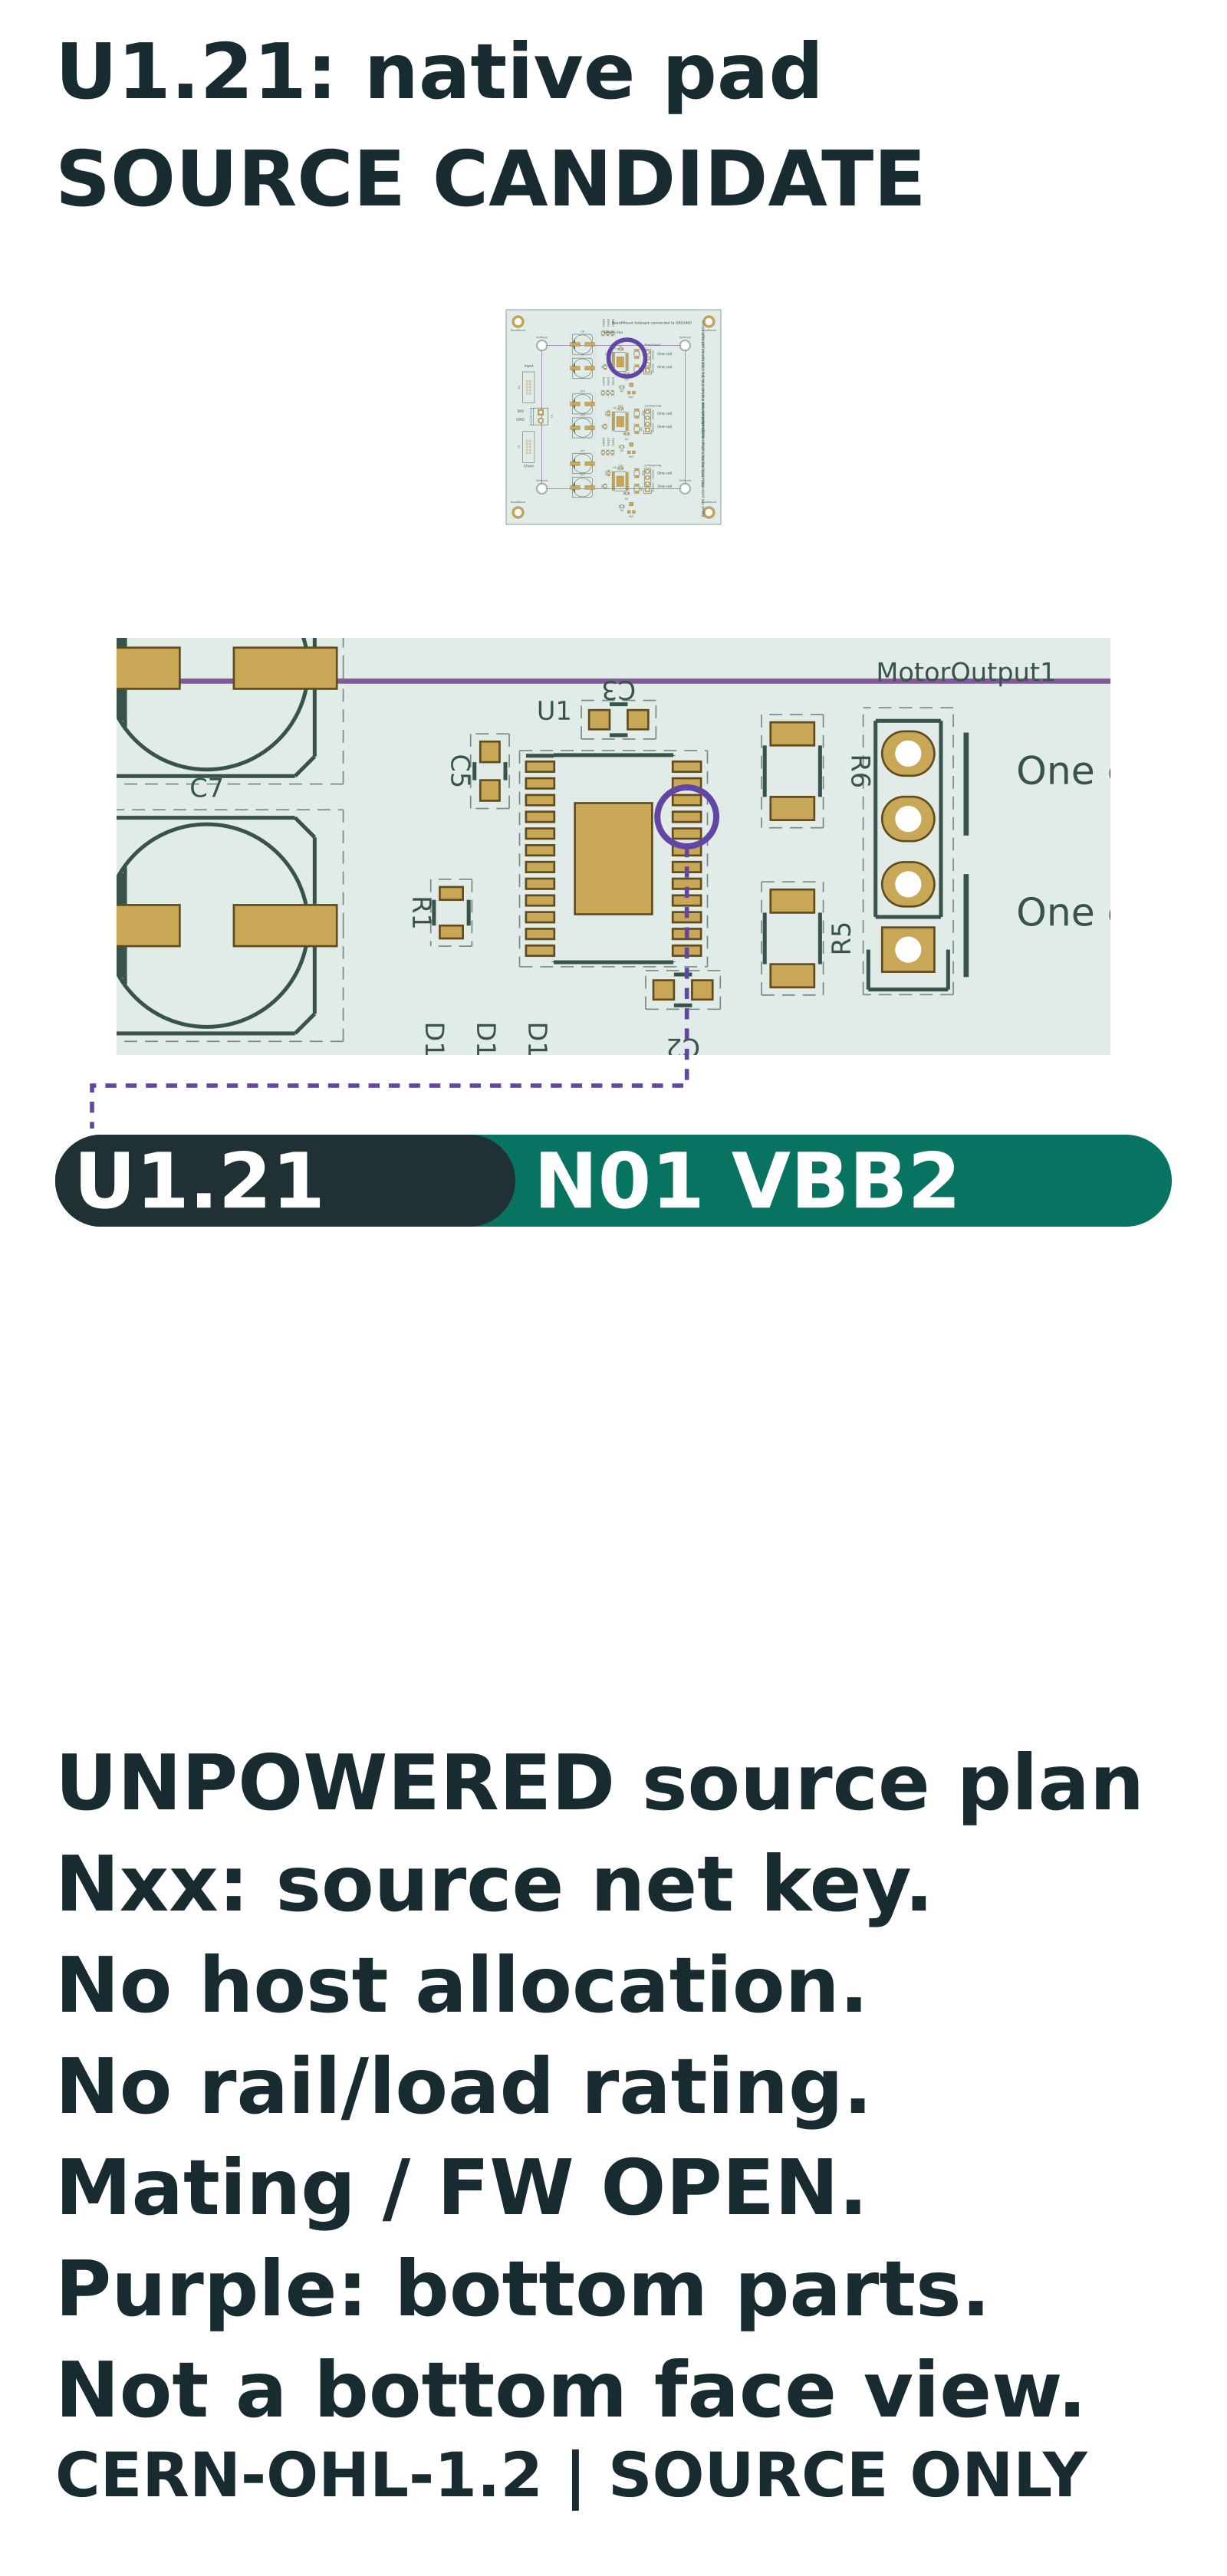 U1.21: native pad
SOURCE CANDIDATE
MotorOutput1
C3
U1
C5
R6
One
C7
R1
One
R5
D1 D1 D1
C2
U1.21 N01 VBB2
UNPOWERED source plan
Nxx: source net key.
No host allocation.
No rail/load rating.
Mating / FW OPEN.
Purple: bottom parts.
Not a bottom face view.
CERN-OHL-1.2 | SOURCE ONLY